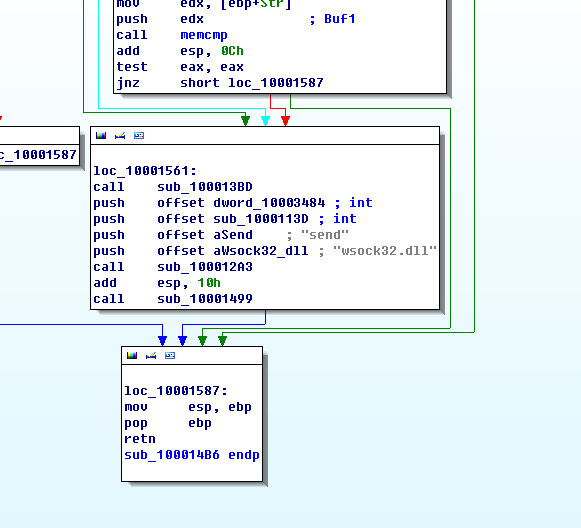 mov     edx, [ebp+Str]
push    edx             ; Buf1
call    memcmp
add     esp, 0Ch
test    eax, eax
jnz     short loc_10001587
c_10001587
loc_10001561:
call    sub_100013BD
push    offset dword_10003484 ; int
push    offset sub_1000113D ; int
push    offset aSend    ; "send"
push    offset aWsock32_dll ; "wsock32.dll"
call    sub_100012A3
add     esp, 10h
call    sub_10001499
loc_10001587:
mov     esp, ebp
pop     ebp
retn
sub_100014B6 endp